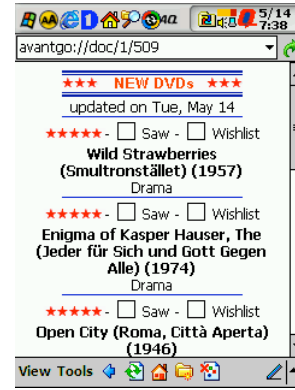 5/14
7:38
avantgo://doc/1/509
★★★ NEW DVDs ★★★
updated on Tue, May 14
★★★★★ - Saw - Wishlist
Wild Strawberries
(Smultronstället) (1957)
Drama
★★★★★ - Saw - Wishlist
Enigma of Kasper Hauser, The
(Jeder für Sich und Gott Gegen
Alle) (1974)
Drama
★★★★★ - Saw - Wishlist
Open City (Roma, Città Aperta)
(1946)
View Tools